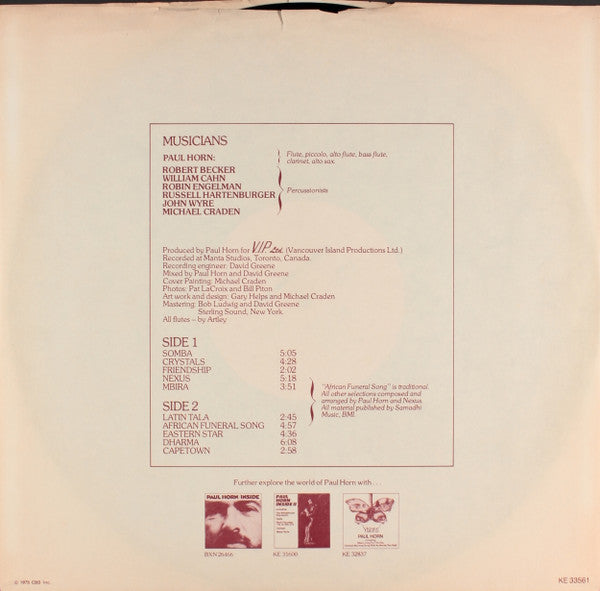 MUSICIANS
PAUL HORN: Flute, piccolo, alto flute, bass flute,
clarinet, alto sax.
ROBERT BECKER
WILLIAM CAHN
ROBIN ENGELMAN
RUSSELL HARTENBURGER Percussionists
JOHN WYRE
MICHAEL CRADEN
Produced by Paul Horn for V.I.P. Ltd. (Vancouver Island Productions Ltd.)
Recorded at Manta Studios, Toronto, Canada.
Recording engineer: David Greene
Mixed by Paul Horn and David Greene
Cover Painting: Michael Craden
Photos: Pat LaCroix and Bill Piton
Art work and design: Gary Helps and Michael Craden
Mastering: Bob Ludwig and David Greene
Sterling Sound, New York.
All flutes – by Artley
SIDE 1
SOMBA 5:05
CRYSTALS 4:28
FRIENDSHIP 2:02
NEXUS 5:18
MBIRA 3:51
SIDE 2
LATIN TALA 2:45
AFRICAN FUNERAL SONG 4:57
EASTERN STAR 4:36
DHARMA 6:08
CAPETOWN 2:58
"African Funeral Song" is traditional.
All other selections composed and
arranged by Paul Horn and Nexus.
All material published by Samadhi
Music, BMI
Further explore the world of Paul Horn with . . .
PAUL HORN INSIDE
PAUL
HORN
INSIDE II
Visions
PAUL HORN
BXN 26466 KE 31600 KE 32837
© 1975 CBS Inc. KE 33561